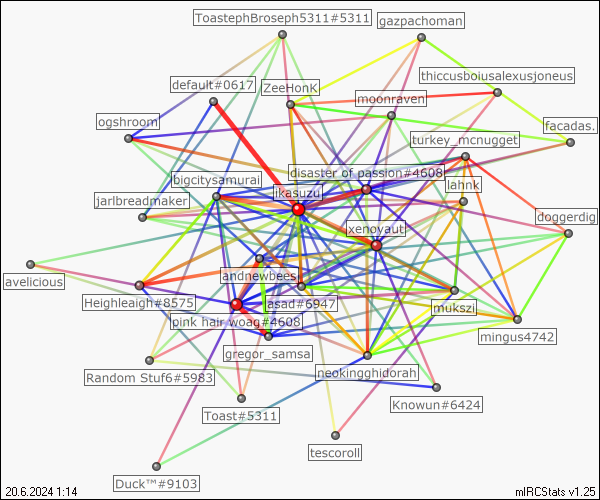 ToastephBroseph5311#5311
gazpachoman
thiccusboiusalexusjoneus
default#0617
ZeeHonK
moonraven
ogshroom
facadas.
turkey_mcnugget
disaster of passion#4608
bigcitysamurai
jkasuzu
lahnk
jarlbreadmaker
doggerdig
xenoyaut
avelicious
andnewbees
Heighleaigh#8575
asad#6947
mukszi
pink hair woag#4608
mingus4742
gregor_samsa
neokingghidorah
Random Stuf6#5983
Knowun#6424
Toast#5311
tescoroll
Duck™#9103
20.6.2024 1:14
mIRCStats v1.25